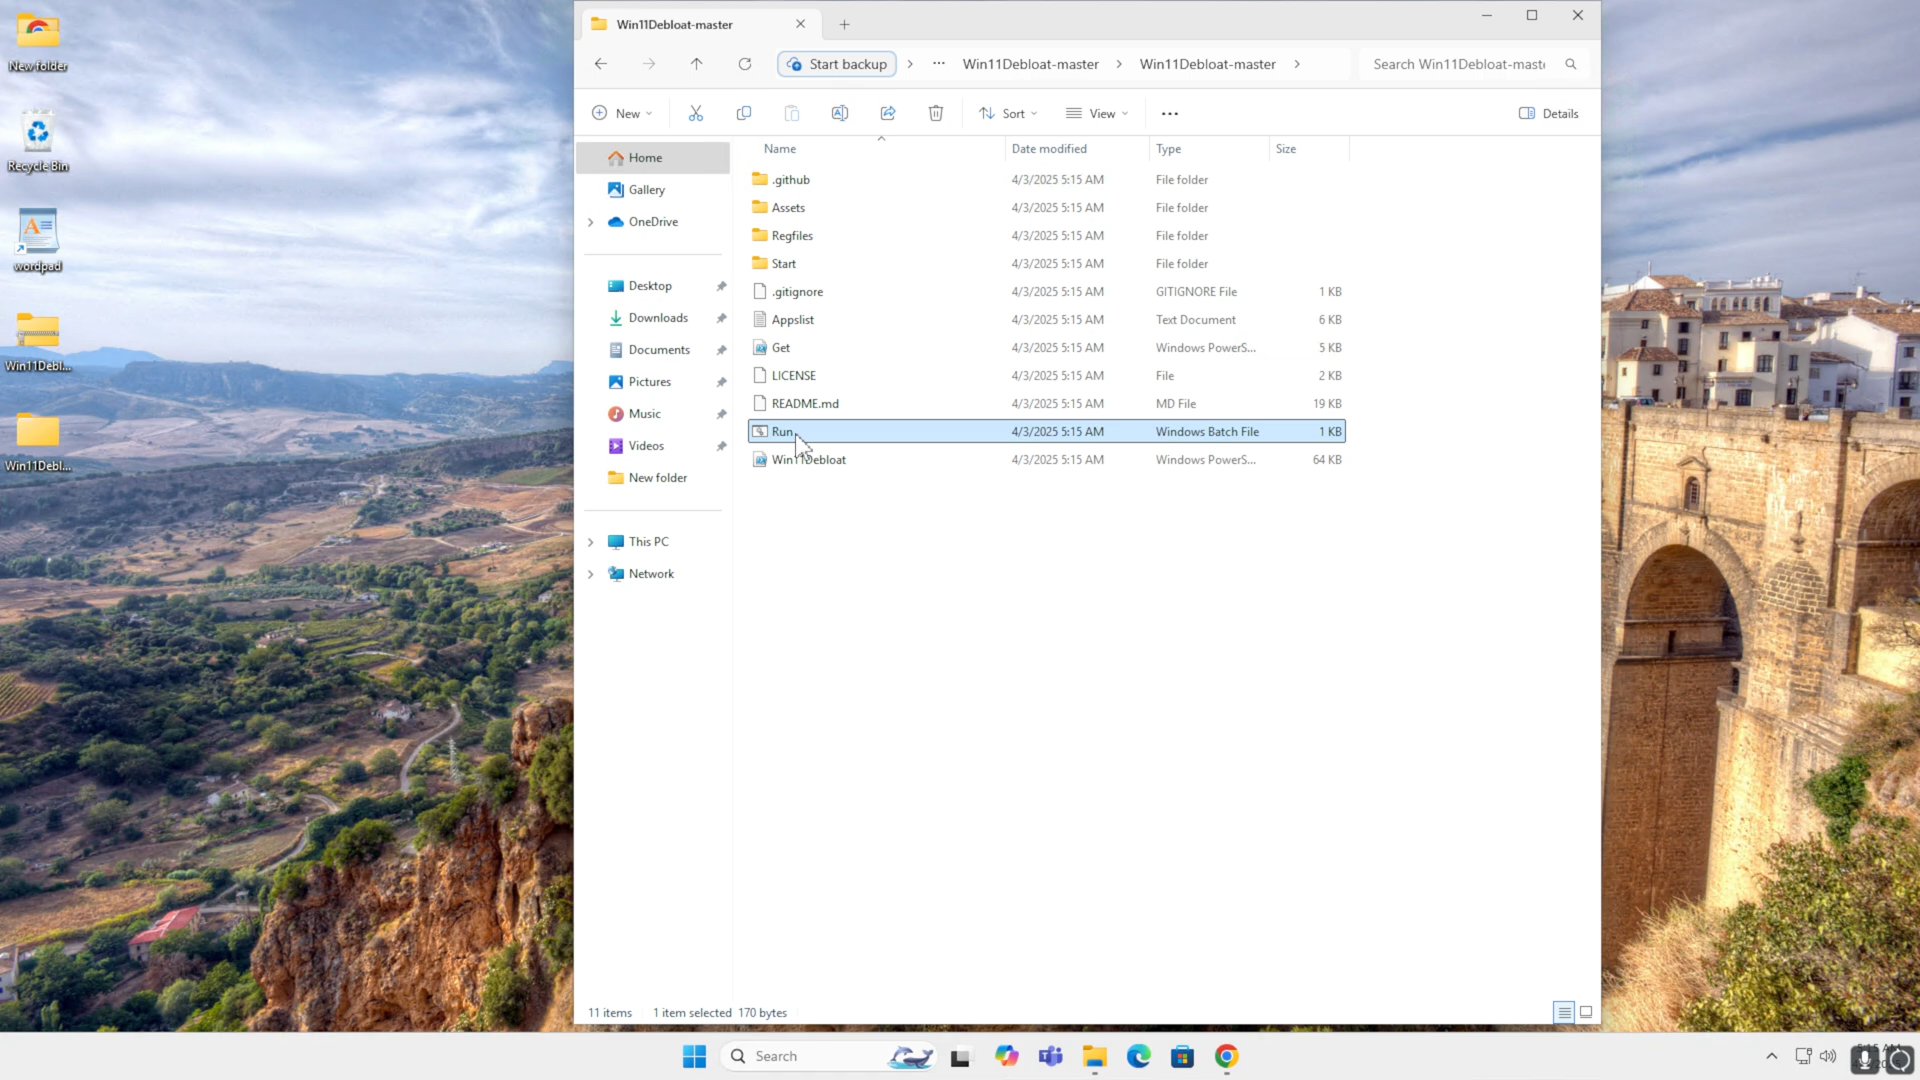 New folder
Recycle Bin
wordpad
Win11Debl...
Win11Debl...
Win11Debloat-master
Start backup
Win11Debloat-master
Win11Debloat-master
Search Win11Debloat-maste
New
Sort
View
Details
Home
Gallery
OneDrive
Desktop
Downloads
Documents
Pictures
Music
Videos
New folder
This PC
Network
Name Date modified Type Size
.github 4/3/2025 5:15 AM File folder
Assets 4/3/2025 5:15 AM File folder
Regfiles 4/3/2025 5:15 AM File folder
Start 4/3/2025 5:15 AM File folder
.gitignore 4/3/2025 5:15 AM GITIGNORE File 1 KB
Appslist 4/3/2025 5:15 AM Text Document 6 KB
Get 4/3/2025 5:15 AM Windows PowerS... 5 KB
LICENSE 4/3/2025 5:15 AM File 2 KB
README.md 4/3/2025 5:15 AM MD File 19 KB
Run 4/3/2025 5:15 AM Windows Batch File 1 KB
Win11Debloat 4/3/2025 5:15 AM Windows PowerS... 64 KB
11 items 1 item selected 170 bytes
Search